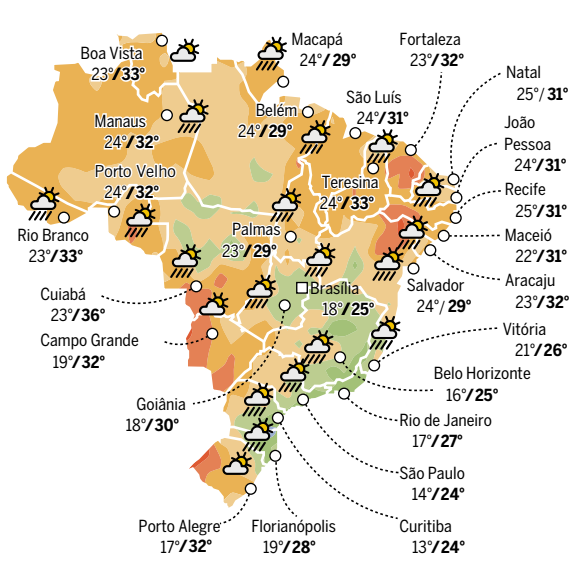 Boa Vista
23°/33°
Macapá
24°/29°
Fortaleza
23°/32°
Natal
25°/31°
São Luís
24°/31°
Belém
24°/29°
Manaus
24°/32°
João
Pessoa
24°/31°
Porto Velho
24°/32°
Teresina
24°/33°
Recife
25°/31°
Rio Branco
23°/33°
Palmas
23°/29°
Maceió
22°/31°
Aracaju
23°/32°
Salvador
24°/29°
Brasília
18°/25°
Cuiabá
23°/36°
Campo Grande
19°/32°
Vitória
21°/26°
Belo Horizonte
16°/25°
Goiânia
18°/30°
Rio de Janeiro
17°/27°
São Paulo
14°/24°
Porto Alegre
17°/32°
Florianópolis
19°/28°
Curitiba
13°/24°